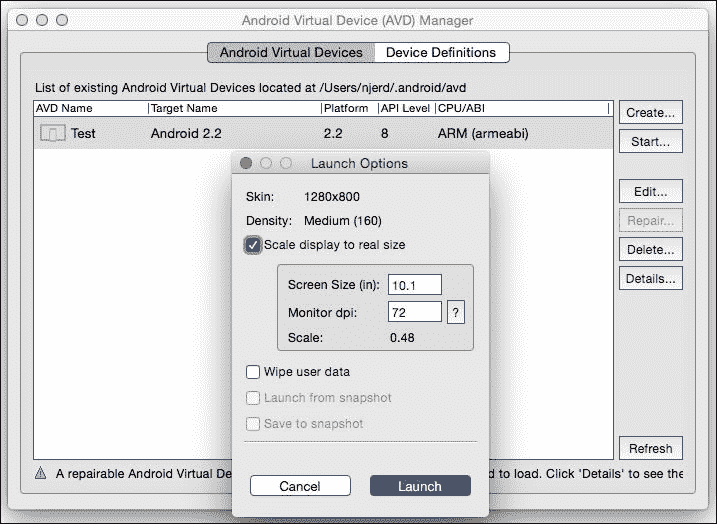 Android Virtual Device (AVD) Manager
Android Virtual Devices Device Definitions
List of existing Android Virtual Devices located at /Users/njerd/.android/avd
AVD Name Target Name Platform API Level CPU/ABI
Create...
Test Android 2.2 2.2 8 ARM (armeabi)
Start...
Launch Options
Skin: 1280x800
Edit...
Density: Medium (160)
Repair...
Scale display to real size
Delete...
Screen Size (in): 10.1
Details...
Monitor dpi: 72 ?
Scale: 0.48
Wipe user data
Launch from snapshot
Save to snapshot
Refresh
A repairable Android Virtual De d to load. Click 'Details' to see the
Cancel Launch